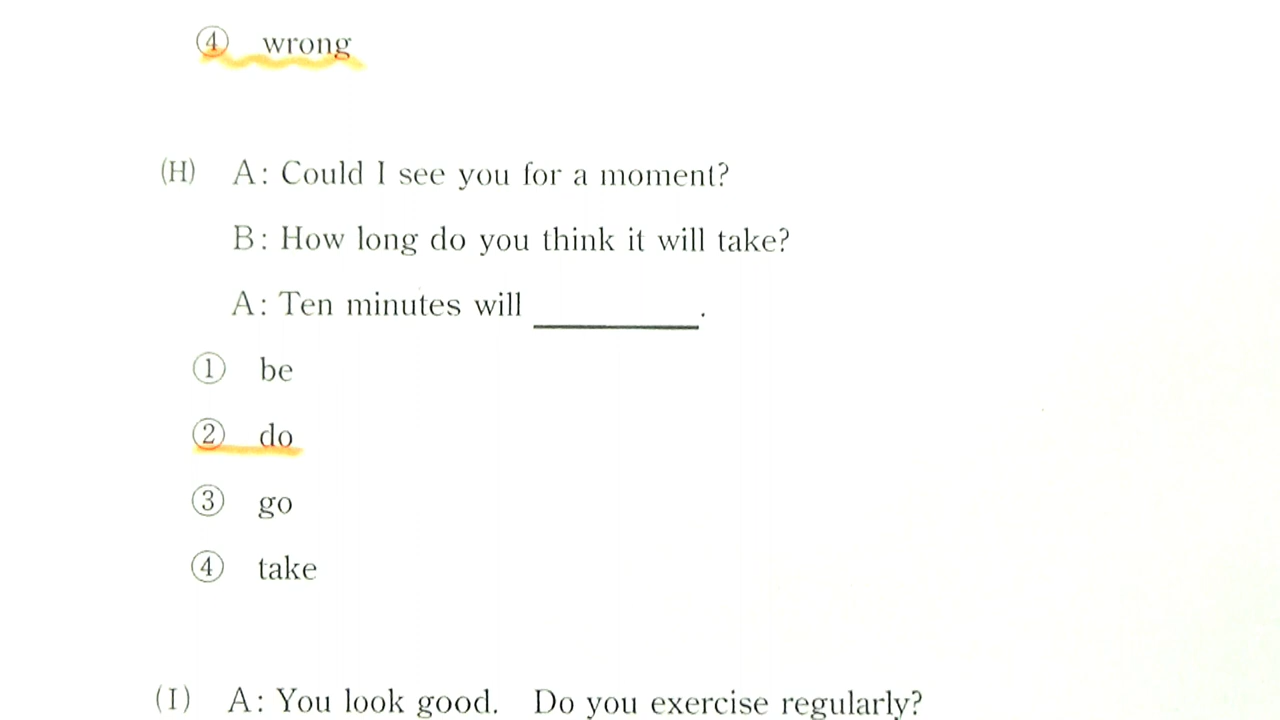 ④ wrong
(H) A: Could I see you for a moment?
B: How long do you think it will take?
A: Ten minutes will ________.
① be
② do
③ go
④ take
(I) A: You look good. Do you exercise regularly?